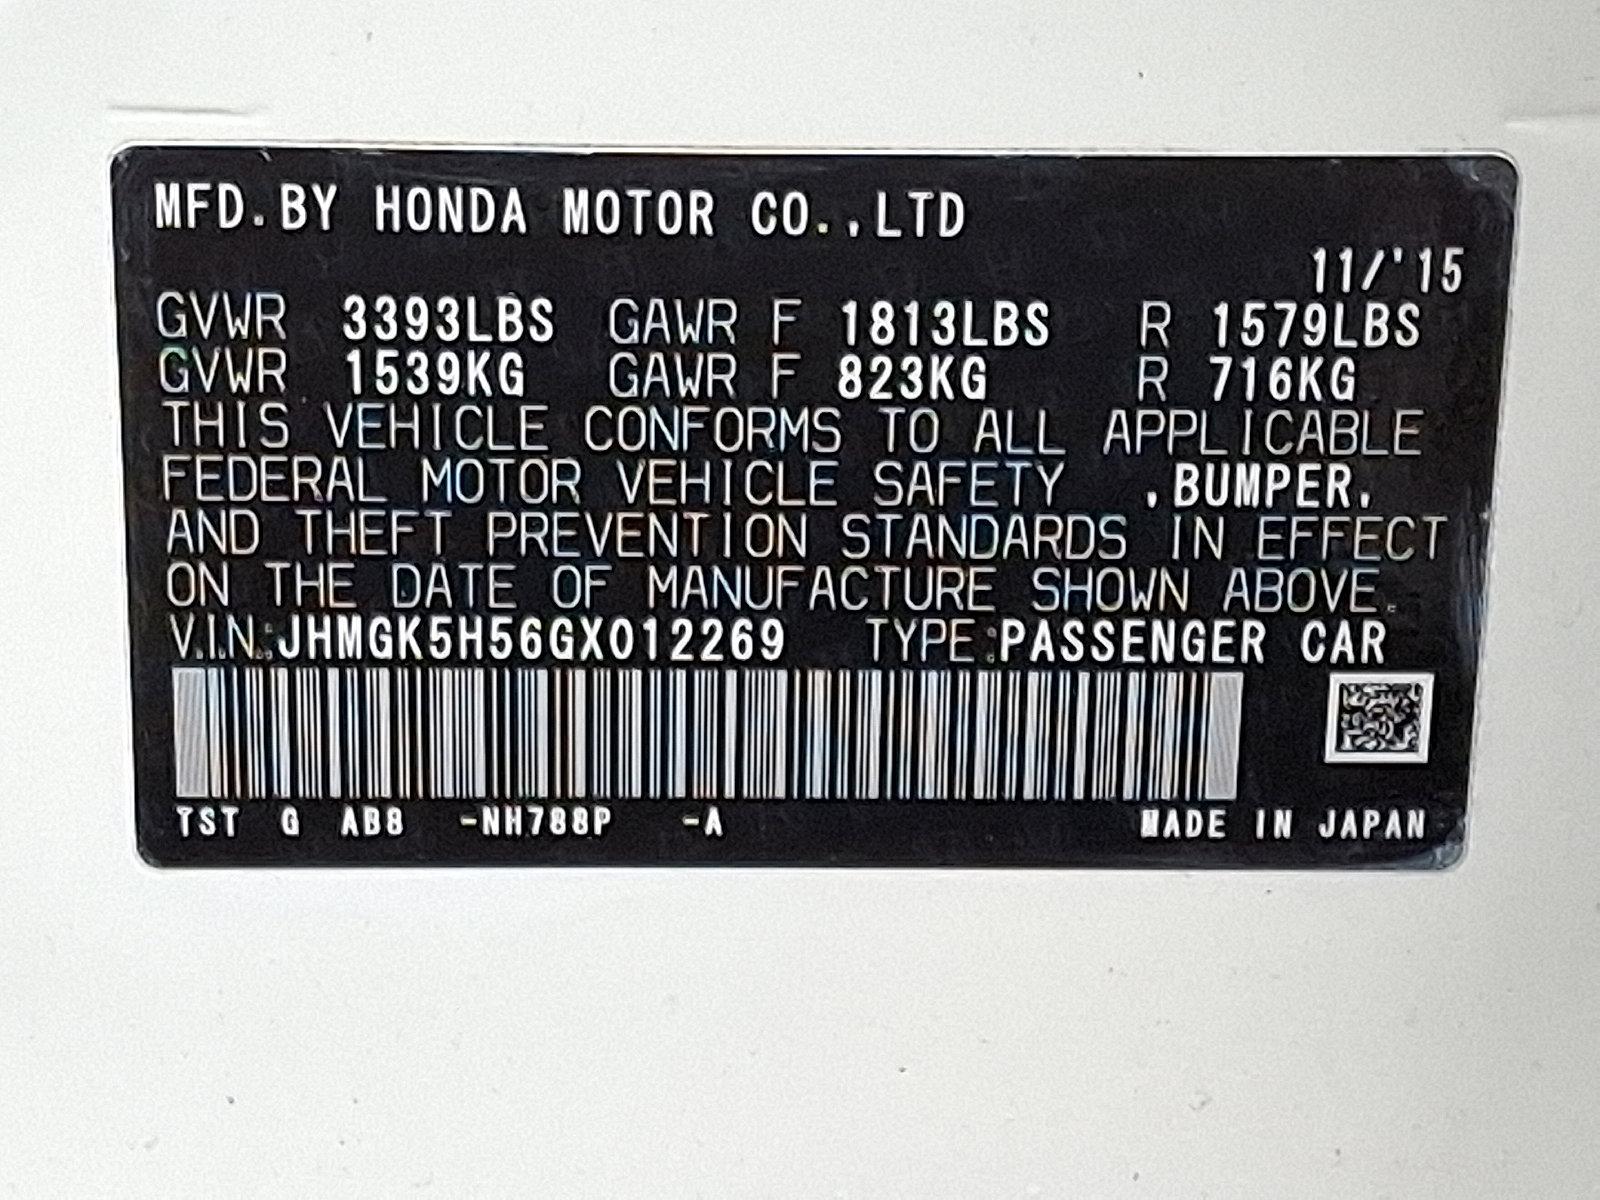 MFD.BY HONDA MOTOR CO.,LTD
11/'15
GVWR 3393LBS GAWR F 1813LBS R 1579LBS
GVWR 1539KG GAWR F 823KG R 716KG
THIS VEHICLE CONFORMS TO ALL APPLICABLE
FEDERAL MOTOR VEHICLE SAFETY ,BUMPER,
AND THEFT PREVENTION STANDARDS IN EFFECT
ON THE DATE OF MANUFACTURE SHOWN ABOVE.
V.I.N.:JHMGK5H56GX012269 TYPE:PASSENGER CAR
TST G AB8 -NH788P -A MADE IN JAPAN